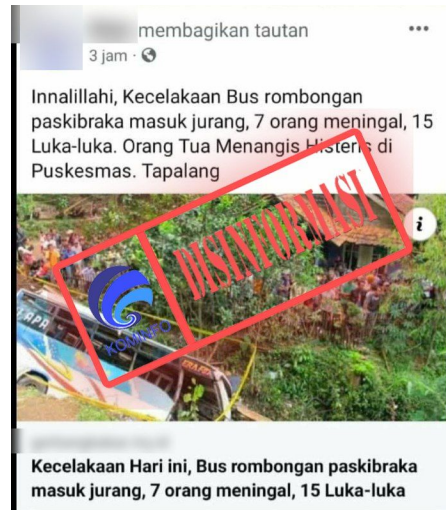 membagikan tautan
3 jam
Innalillahi, Kecelakaan Bus rombongan
paskibraka masuk jurang, 7 orang meningal, 15
Luka-luka. Orang Tua Menangis Histeris di
Puskesmas. Tapalang
DISINFORMASI
KOMINFO
i
Kecelakaan Hari ini, Bus rombongan paskibraka
masuk jurang, 7 orang meningal, 15 Luka-luka